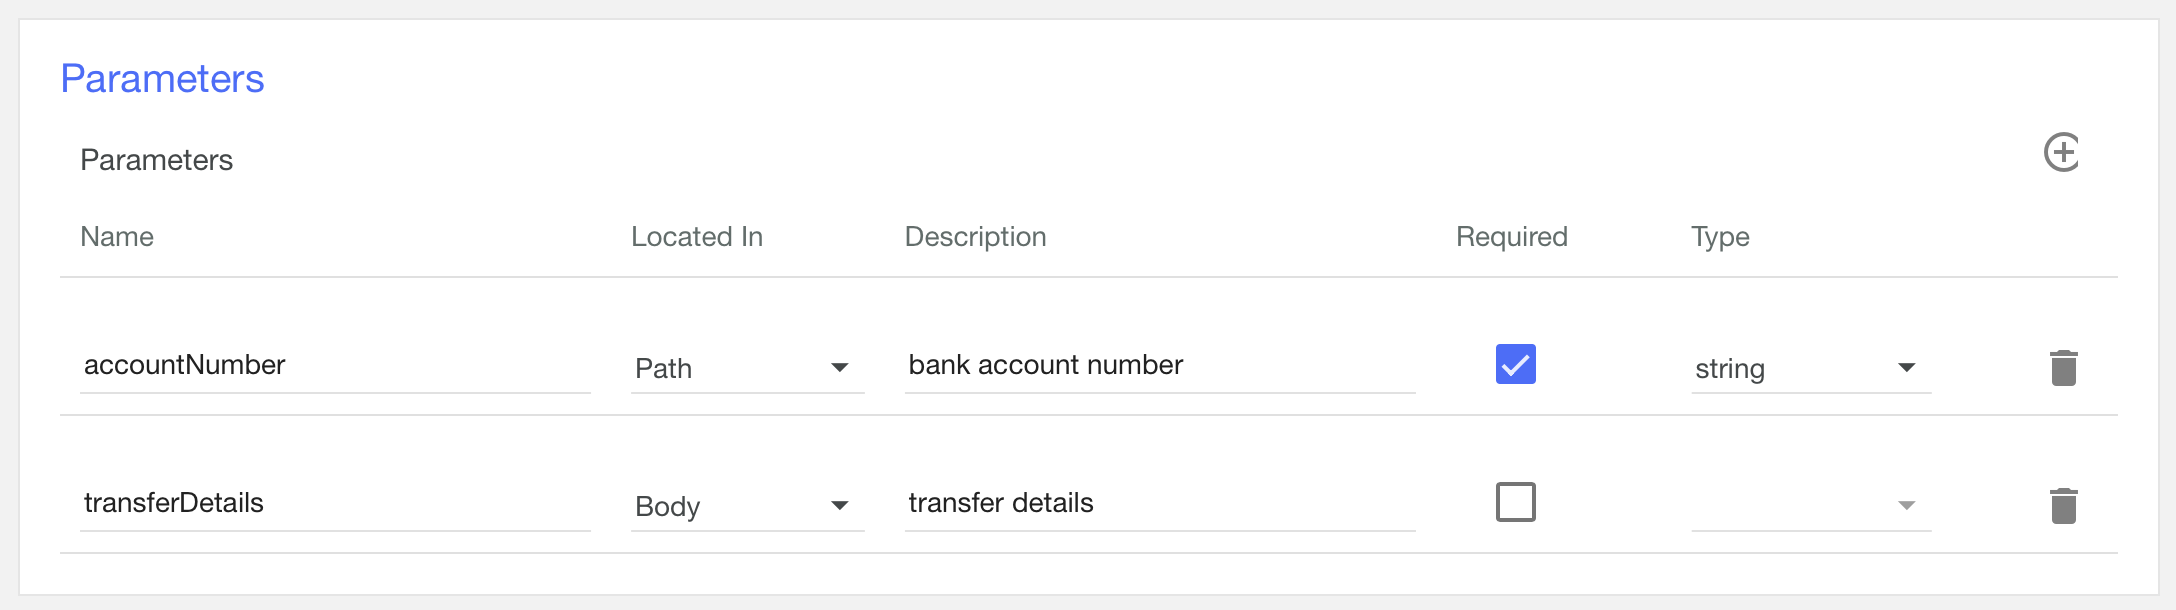 Parameters
Parameters
Name Located In Description Required Type
accountNumber Path bank account number string
transferDetails Body transfer details